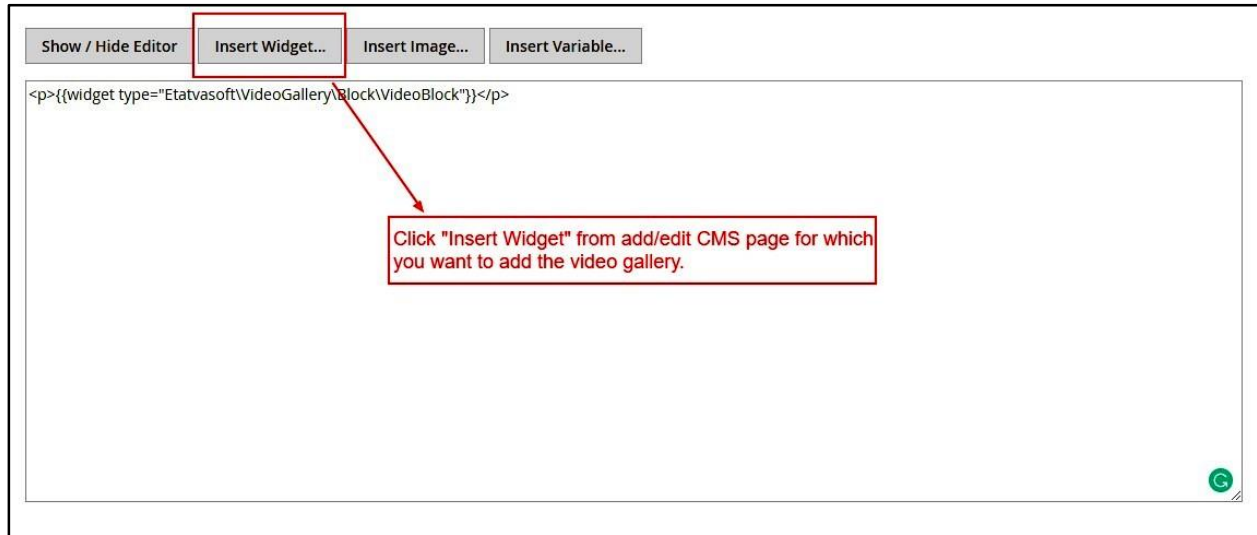 Show / Hide Editor Insert Widget... Insert Image... Insert Variable...
<p>{{widget type="Etatvasoft\VideoGallery\Block\VideoBlock"}}</p>
Click "Insert Widget" from add/edit CMS page for which
you want to add the video gallery.